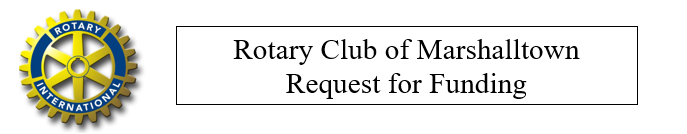 ROTARY
INTERNATIONAL
Rotary Club of Marshalltown
Request for Funding